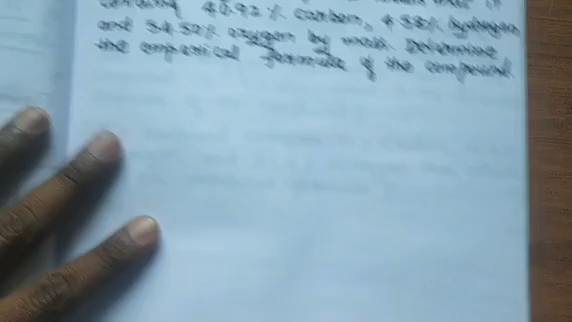 contains 40.92% carbon, 4.58% hydrogen,
and 54.50% oxygen by mass. Determine
the empirical formula of the compound.